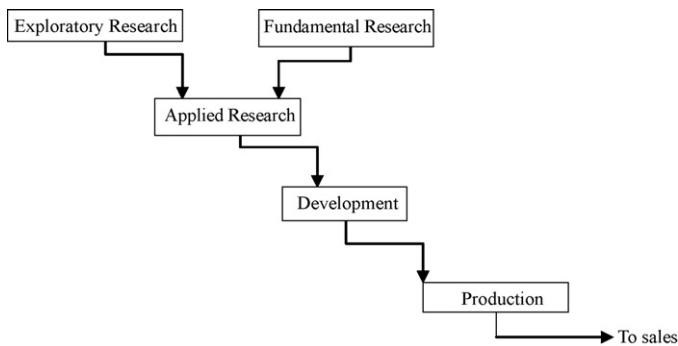 Exploratory Research
Fundamental Research
Applied Research
Development
Production
To sales